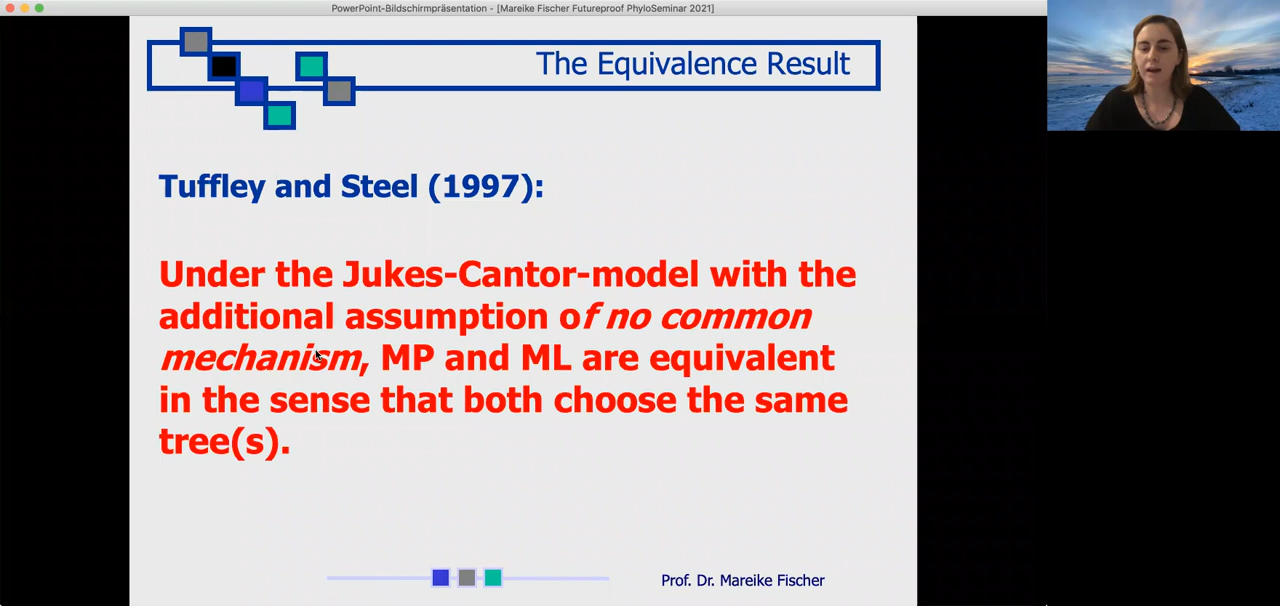 PowerPoint-Bildschirmpräsentation - [Mareike Fischer Futureproof PhyloSeminar 2021]
The Equivalence Result
Tuffley and Steel (1997):
Under the Jukes-Cantor-model with the
additional assumption of no common
mechanism, MP and ML are equivalent
in the sense that both choose the same
tree(s).
Prof. Dr. Mareike Fischer